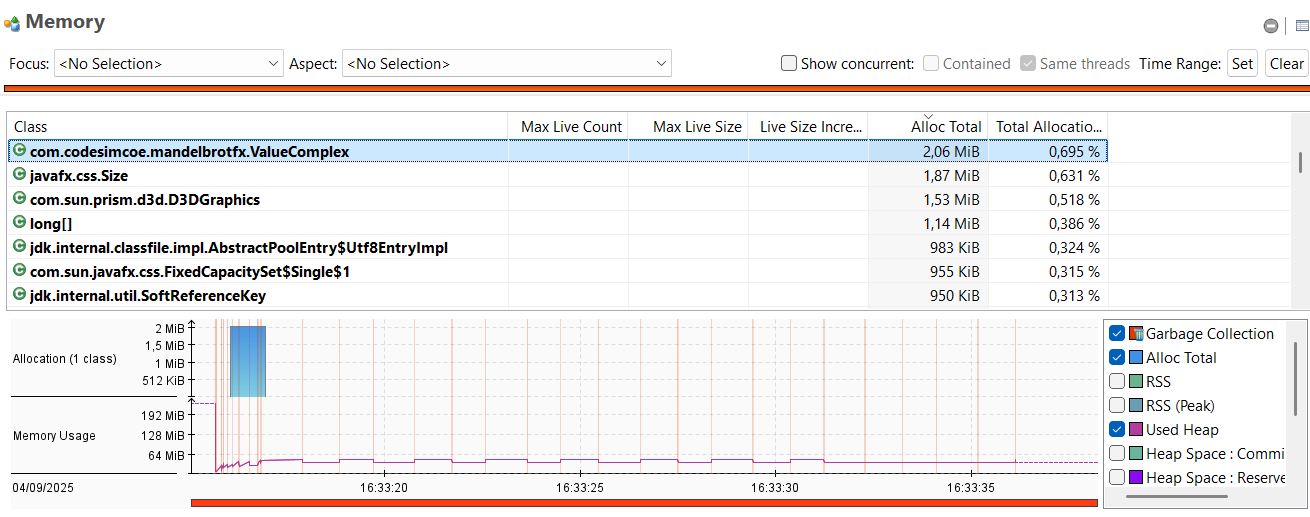 Memory
Focus: <No Selection> Aspect: <No Selection> Show concurrent: Contained Same threads Time Range: Set Clear
Class Max Live Count Max Live Size Live Size Incre... Alloc Total Total Allocatio...
com.codesimcoe.mandelbrotfx.ValueComplex 2,06 MiB 0,695 %
javafx.css.Size 1,87 MiB 0,631 %
com.sun.prism.d3d.D3DGraphics 1,53 MiB 0,518 %
long[] 1,14 MiB 0,386 %
jdk.internal.classfile.impl.AbstractPoolEntry$Utf8EntryImpl 983 KiB 0,324 %
com.sun.javafx.css.FixedCapacitySet$Single$1 955 KiB 0,315 %
jdk.internal.util.SoftReferenceKey 950 KiB 0,313 %
Allocation (1 class)
2 MiB
1,5 MiB
1 MiB
512 KiB
Memory Usage
192 MiB
128 MiB
64 MiB
04/09/2025 16:33:20 16:33:25 16:33:30 16:33:35
Garbage Collection
Alloc Total
RSS
RSS (Peak)
Used Heap
Heap Space : Commi
Heap Space : Reserve